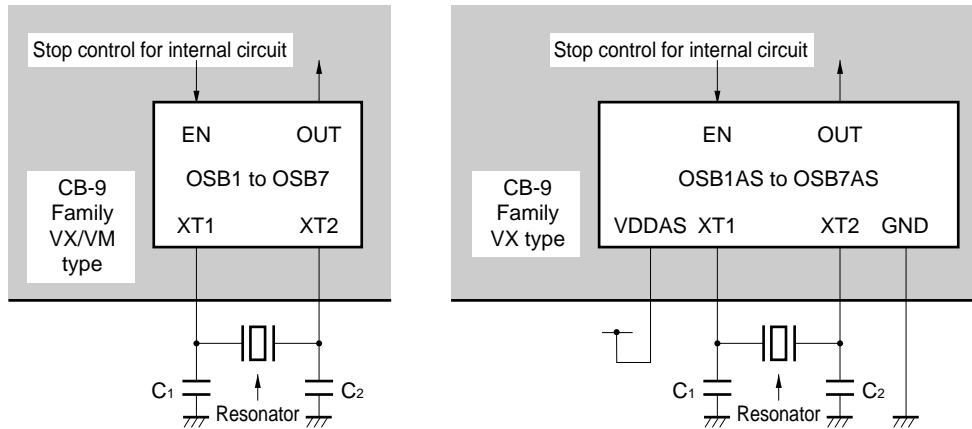 Stop control for internal circuit
EN OUT
OSB1 to OSB7
XT1 XT2
CB-9
Family
VX/VM
type
C1
C2
Resonator
Stop control for internal circuit
EN OUT
OSB1AS to OSB7AS
VDDAS XT1 XT2 GND
CB-9
Family
VX type
C1
C2
Resonator